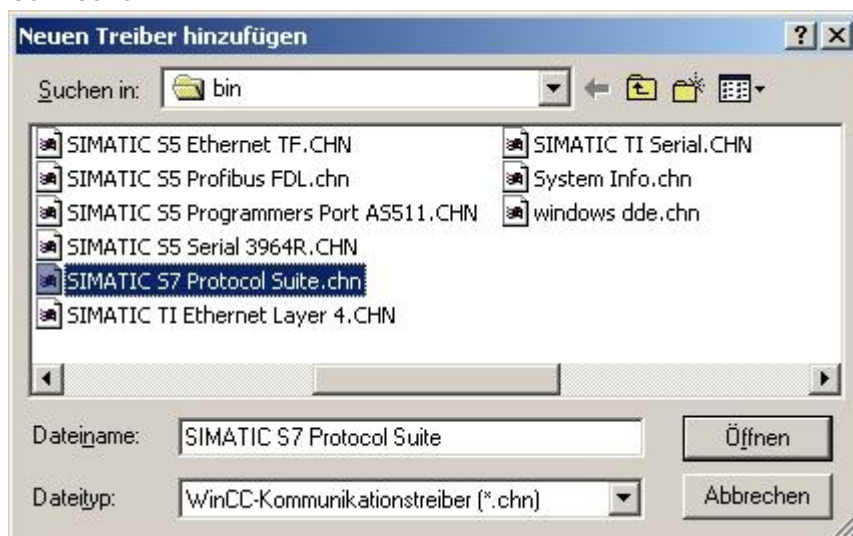 Neuen Treiber hinzufügen
Suchen in: bin
SIMATIC S5 Ethernet TF.CHN
SIMATIC S5 Profibus FDL.chn
SIMATIC S5 Programmers Port AS511.CHN
SIMATIC S5 Serial 3964R.CHN
SIMATIC S7 Protocol Suite.chn
SIMATIC TI Ethernet Layer 4.CHN
SIMATIC TI Serial.CHN
System Info.chn
windows dde.chn
Dateiname: SIMATIC S7 Protocol Suite
Öffnen
Dateityp: WinCC-Kommunikationstreiber (*.chn)
Abbrechen